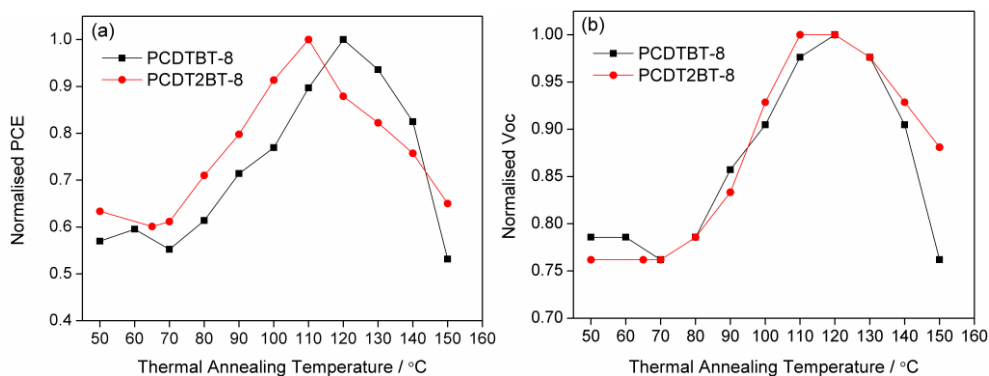 (a)
PCDTBT-8
PCDT2BT-8
Normalised PCE
1.0
0.9
0.8
0.7
0.6
0.5
0.4
50 60 70 80 90 100 110 120 130 140 150 160
Thermal Annealing Temperature / °C
(b)
PCDTBT-8
PCDT2BT-8
Normalised Voc
1.00
0.95
0.90
0.85
0.80
0.75
0.70
50 60 70 80 90 100 110 120 130 140 150 160
Thermal Annealing Temperature / °C